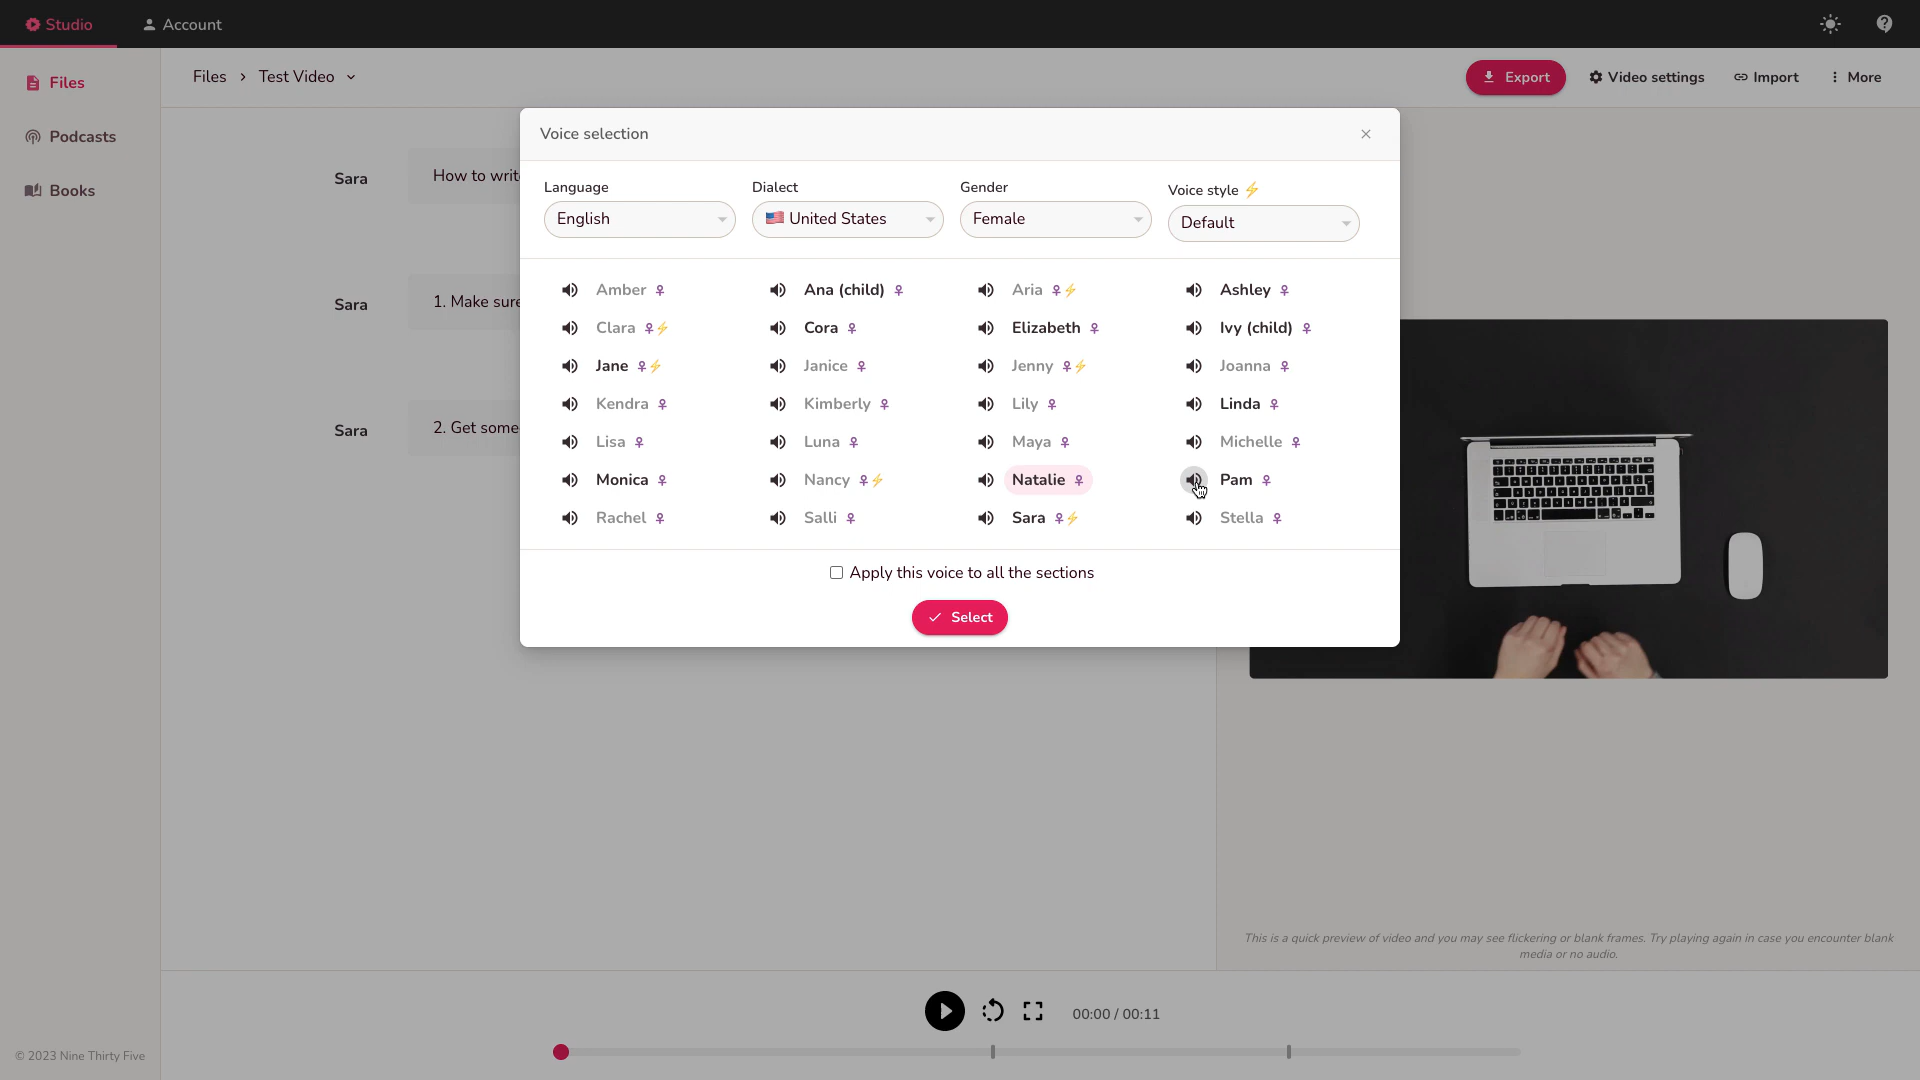 Studio
Account
Files
Podcasts
Books
Files > Test Video
Export
Video settings
Import
More
Voice selection
Language
Dialect
Gender
Voice style ⚡
English
🇺🇸 United States
Female
Default
Amber ♀
Ana (child) ♀
Aria ♀⚡
Ashley ♀
Clara ♀⚡
Cora ♀
Elizabeth ♀
Ivy (child) ♀
Jane ♀⚡
Janice ♀
Jenny ♀⚡
Joanna ♀
Kendra ♀
Kimberly ♀
Lily ♀
Linda ♀
Lisa ♀
Luna ♀
Maya ♀
Michelle ♀
Monica ♀
Nancy ♀⚡
Natalie ♀
Pam ♀
Rachel ♀
Salli ♀
Sara ♀⚡
Stella ♀
Apply this voice to all the sections
Select
Sara
How to write
Sara
1. Make sure
Sara
2. Get some
This is a quick preview of video and you may see flickering or blank frames. Try playing again in case you encounter blank
media or no audio.
00:00 / 00:11
© 2023 Nine Thirty Five